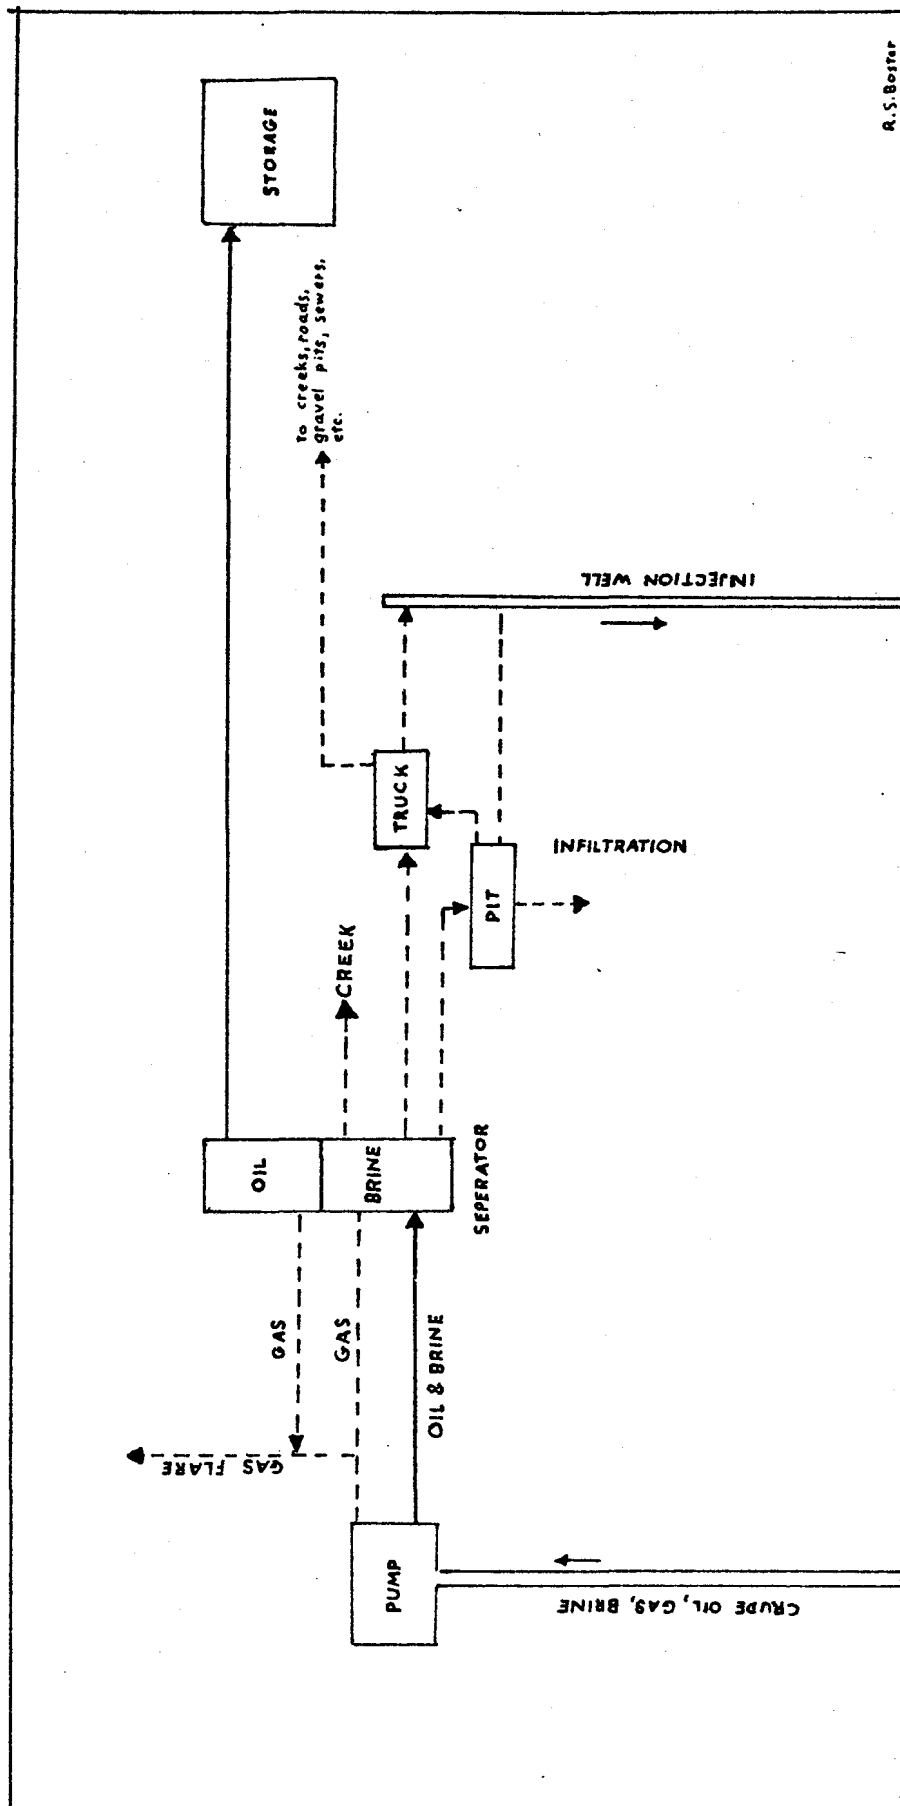 STORAGE
To creeks, roads,
gravel pits, sewers,
etc.
R.S.Boster
INJECTION WELL
TRUCK
INFILTRATION
PIT
CREEK
OIL
BRINE
SEPERATOR
GAS
GAS
OIL & BRINE
GAS FLARE
PUMP
CRUDE OIL, GAS, BRINE